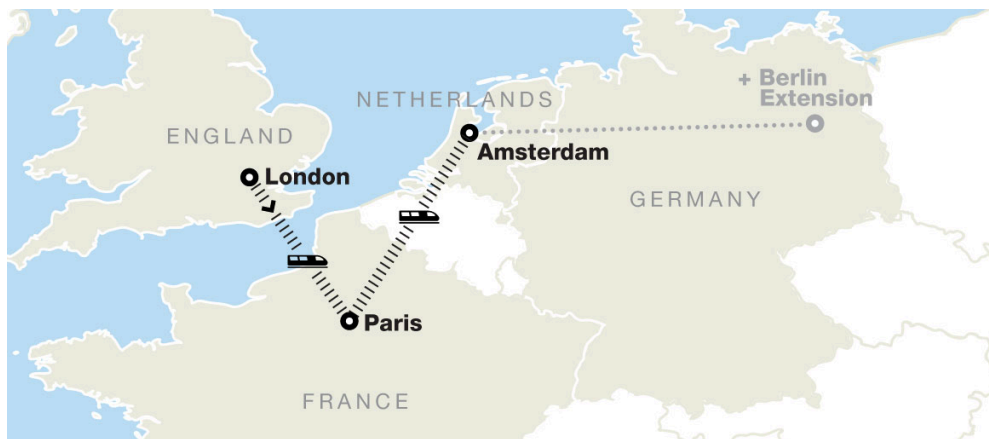 + Berlin
Extension
NETHERLANDS
ENGLAND
Amsterdam
London
GERMANY
Paris
FRANCE